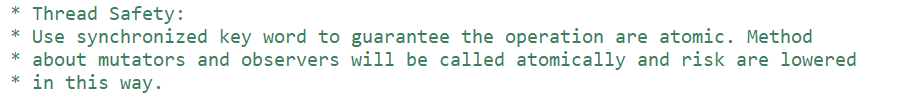 * Thread Safety:
* Use synchronized key word to guarantee the operation are atomic. Method
* about mutators and observers will be called atomically and risk are lowered
* in this way.